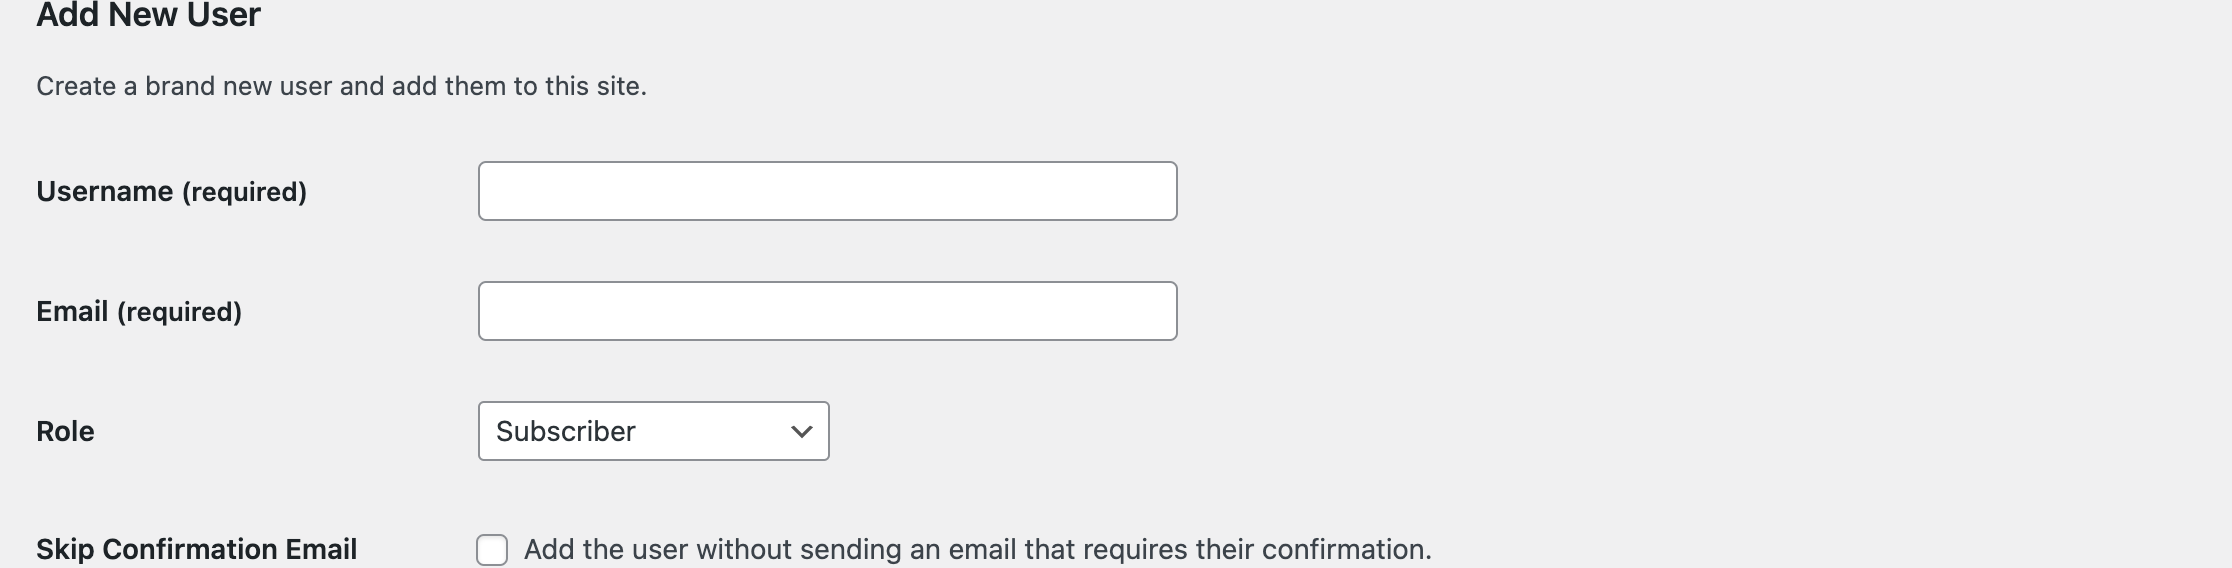 Add New User
Create a brand new user and add them to this site.
Username (required)
Email (required)
Role Subscriber
Skip Confirmation Email Add the user without sending an email that requires their confirmation.